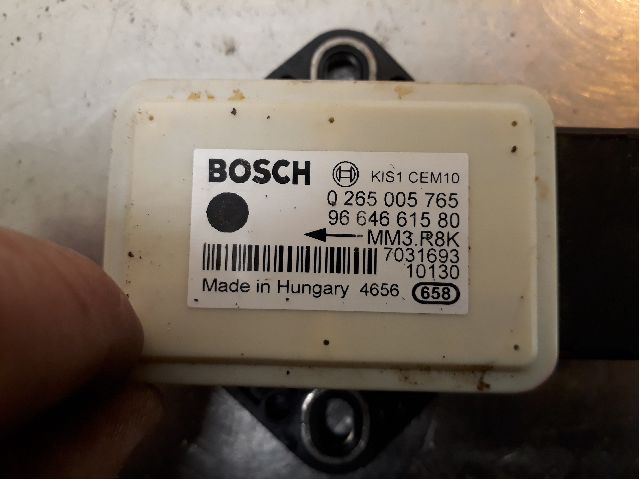 BOSCH KIS1 CEM10
0 265 005 765
96 646 615 80
MM3.R8K
7031693
10130
Made in Hungary 4656 658